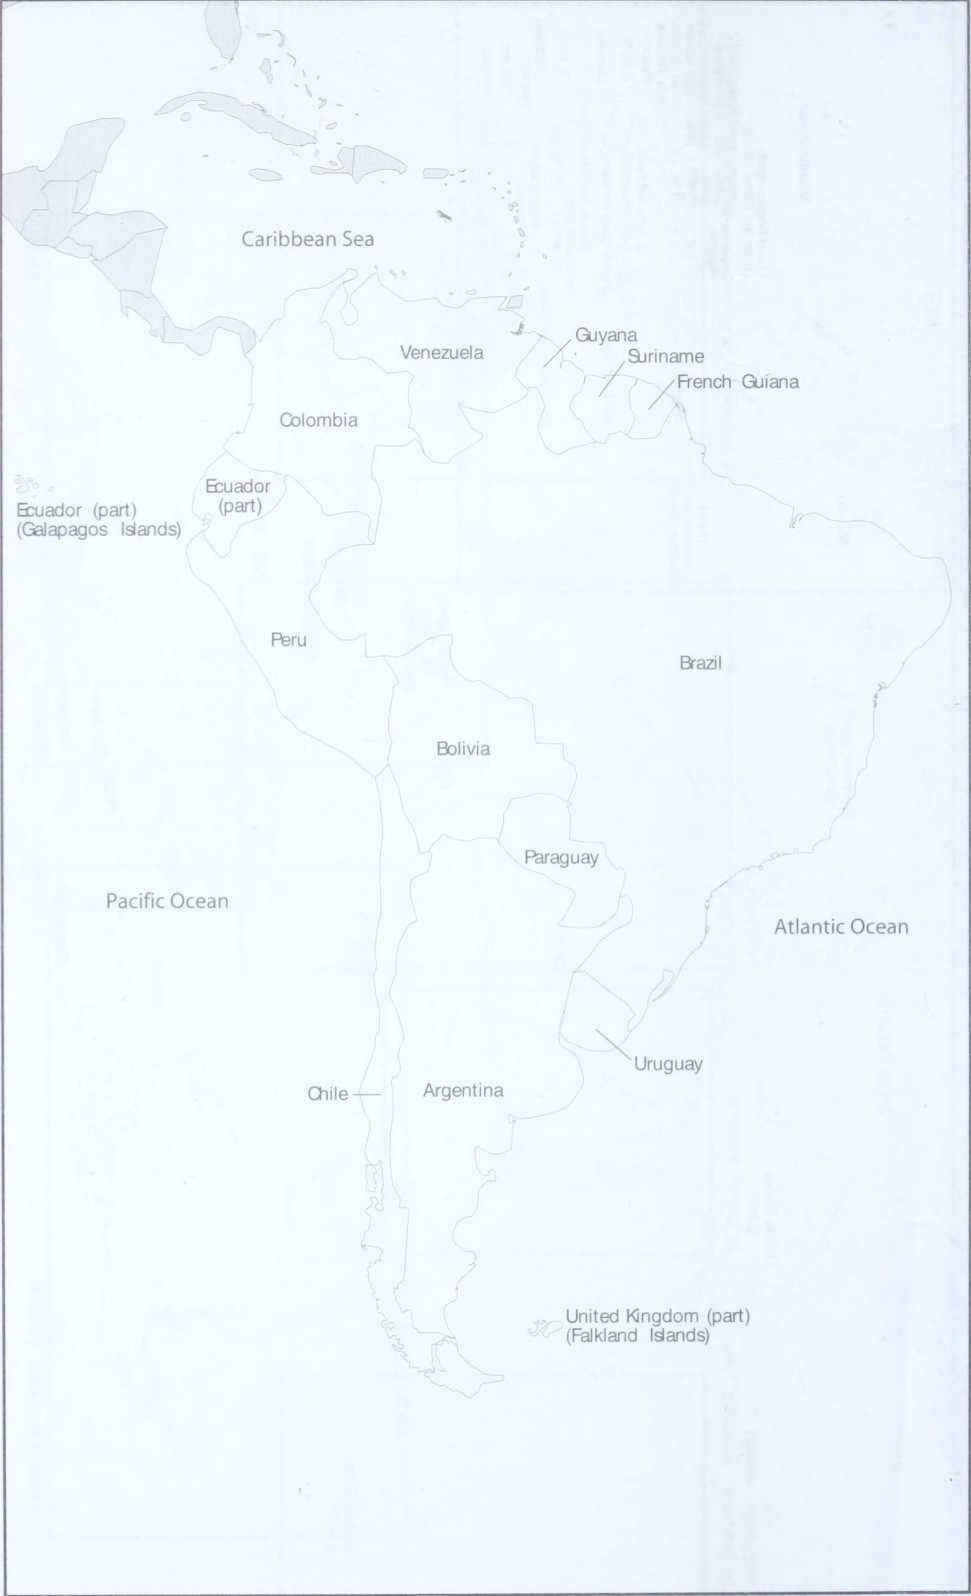 Caribbean Sea
Guyana
Venezuela
Suriname
French Guiana
Colombia
Ecuador
(part)
Ecuador (part)
(Galapagos Islands)
Peru
Brazil
Bolivia
Paraguay
Pacific Ocean
Atlantic Ocean
Uruguay
Chile
Argentina
United Kingdom (part)
(Falkland Islands)